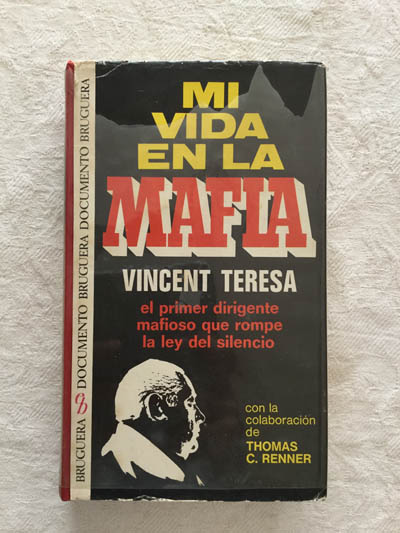 MI
VIDA
EN LA
MAFIA
VINCENT TERESA
el primer dirigente
mafioso que rompe
la ley del silencio
con la
colaboración
de
THOMAS
C. RENNER
BRUGUERA DOCUMENTO BRUGUERA DOCUMENTO BRUGUERA